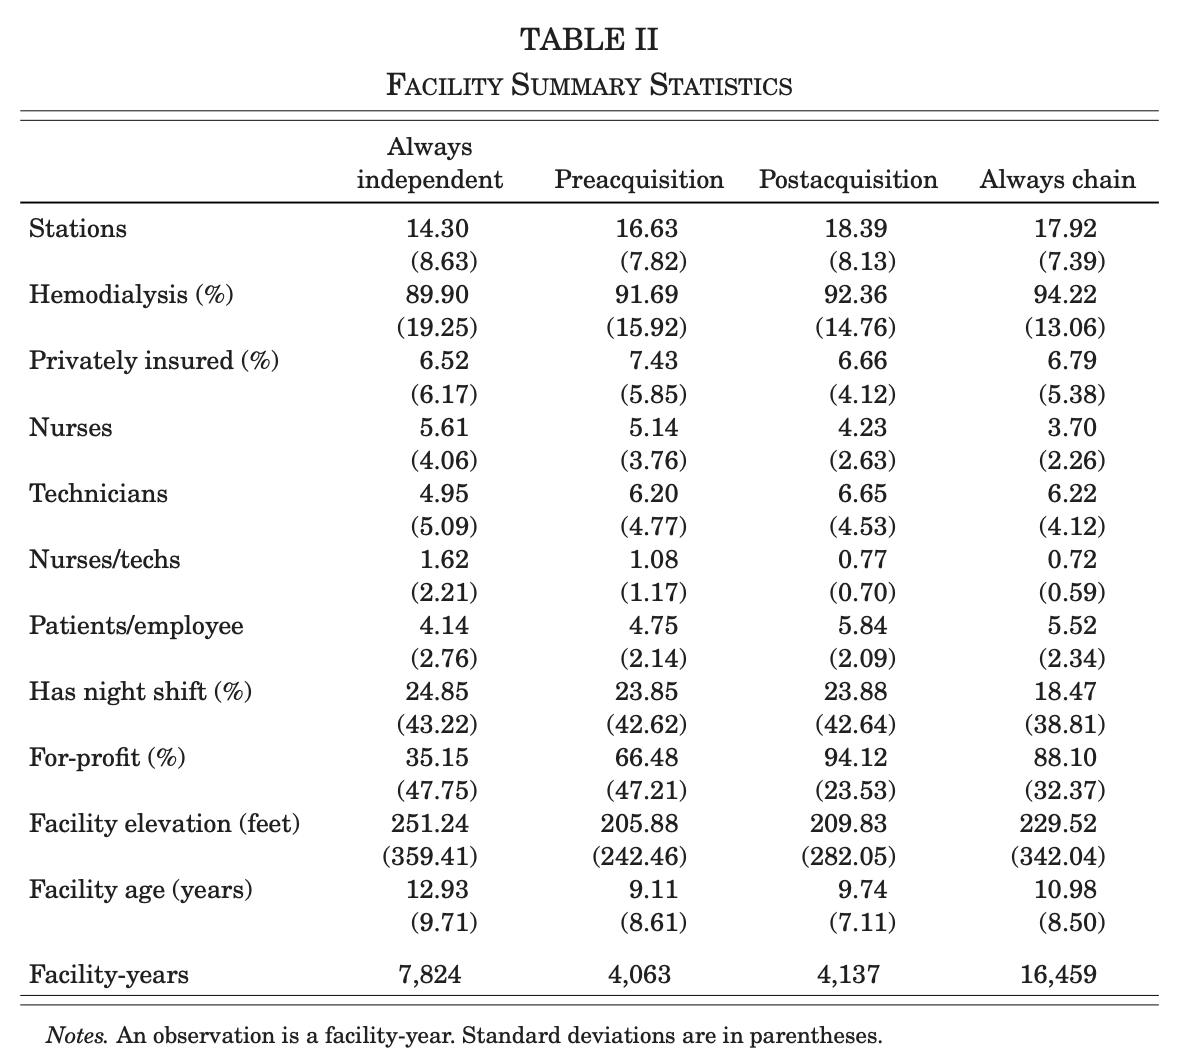 TABLE II
FACILITY SUMMARY STATISTICS
Always
independent Preacquisition Postacquisition Always chain
Stations 14.30 16.63 18.39 17.92
(8.63) (7.82) (8.13) (7.39)
Hemodialysis (%) 89.90 91.69 92.36 94.22
(19.25) (15.92) (14.76) (13.06)
Privately insured (%) 6.52 7.43 6.66 6.79
(6.17) (5.85) (4.12) (5.38)
Nurses 5.61 5.14 4.23 3.70
(4.06) (3.76) (2.63) (2.26)
Technicians 4.95 6.20 6.65 6.22
(5.09) (4.77) (4.53) (4.12)
Nurses/techs 1.62 1.08 0.77 0.72
(2.21) (1.17) (0.70) (0.59)
Patients/employee 4.14 4.75 5.84 5.52
(2.76) (2.14) (2.09) (2.34)
Has night shift (%) 24.85 23.85 23.88 18.47
(43.22) (42.62) (42.64) (38.81)
For-profit (%) 35.15 66.48 94.12 88.10
(47.75) (47.21) (23.53) (32.37)
Facility elevation (feet) 251.24 205.88 209.83 229.52
(359.41) (242.46) (282.05) (342.04)
Facility age (years) 12.93 9.11 9.74 10.98
(9.71) (8.61) (7.11) (8.50)
Facility-years 7,824 4,063 4,137 16,459
Notes. An observation is a facility-year. Standard deviations are in parentheses.